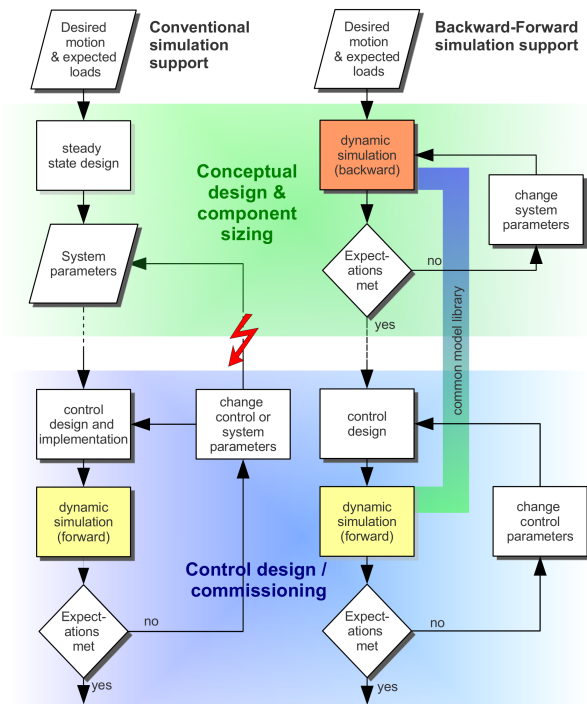 Desired
motion
& expected
loads
Conventional
simulation
support
Desired
motion
& expected
loads
Backward-Forward
simulation support
steady
state design
Conceptual
design &
component
sizing
dynamic
simulation
(backward)
change
system
parameters
System
parameters
Expect-
ations
met
no
yes
common model library
control
design and
implementation
change
control or
system
parameters
control
design
dynamic
simulation
(forward)
dynamic
simulation
(forward)
change
control
parameters
Control design /
commissioning
Expect-
ations
met
no
yes
Expect-
ations
met
no
yes